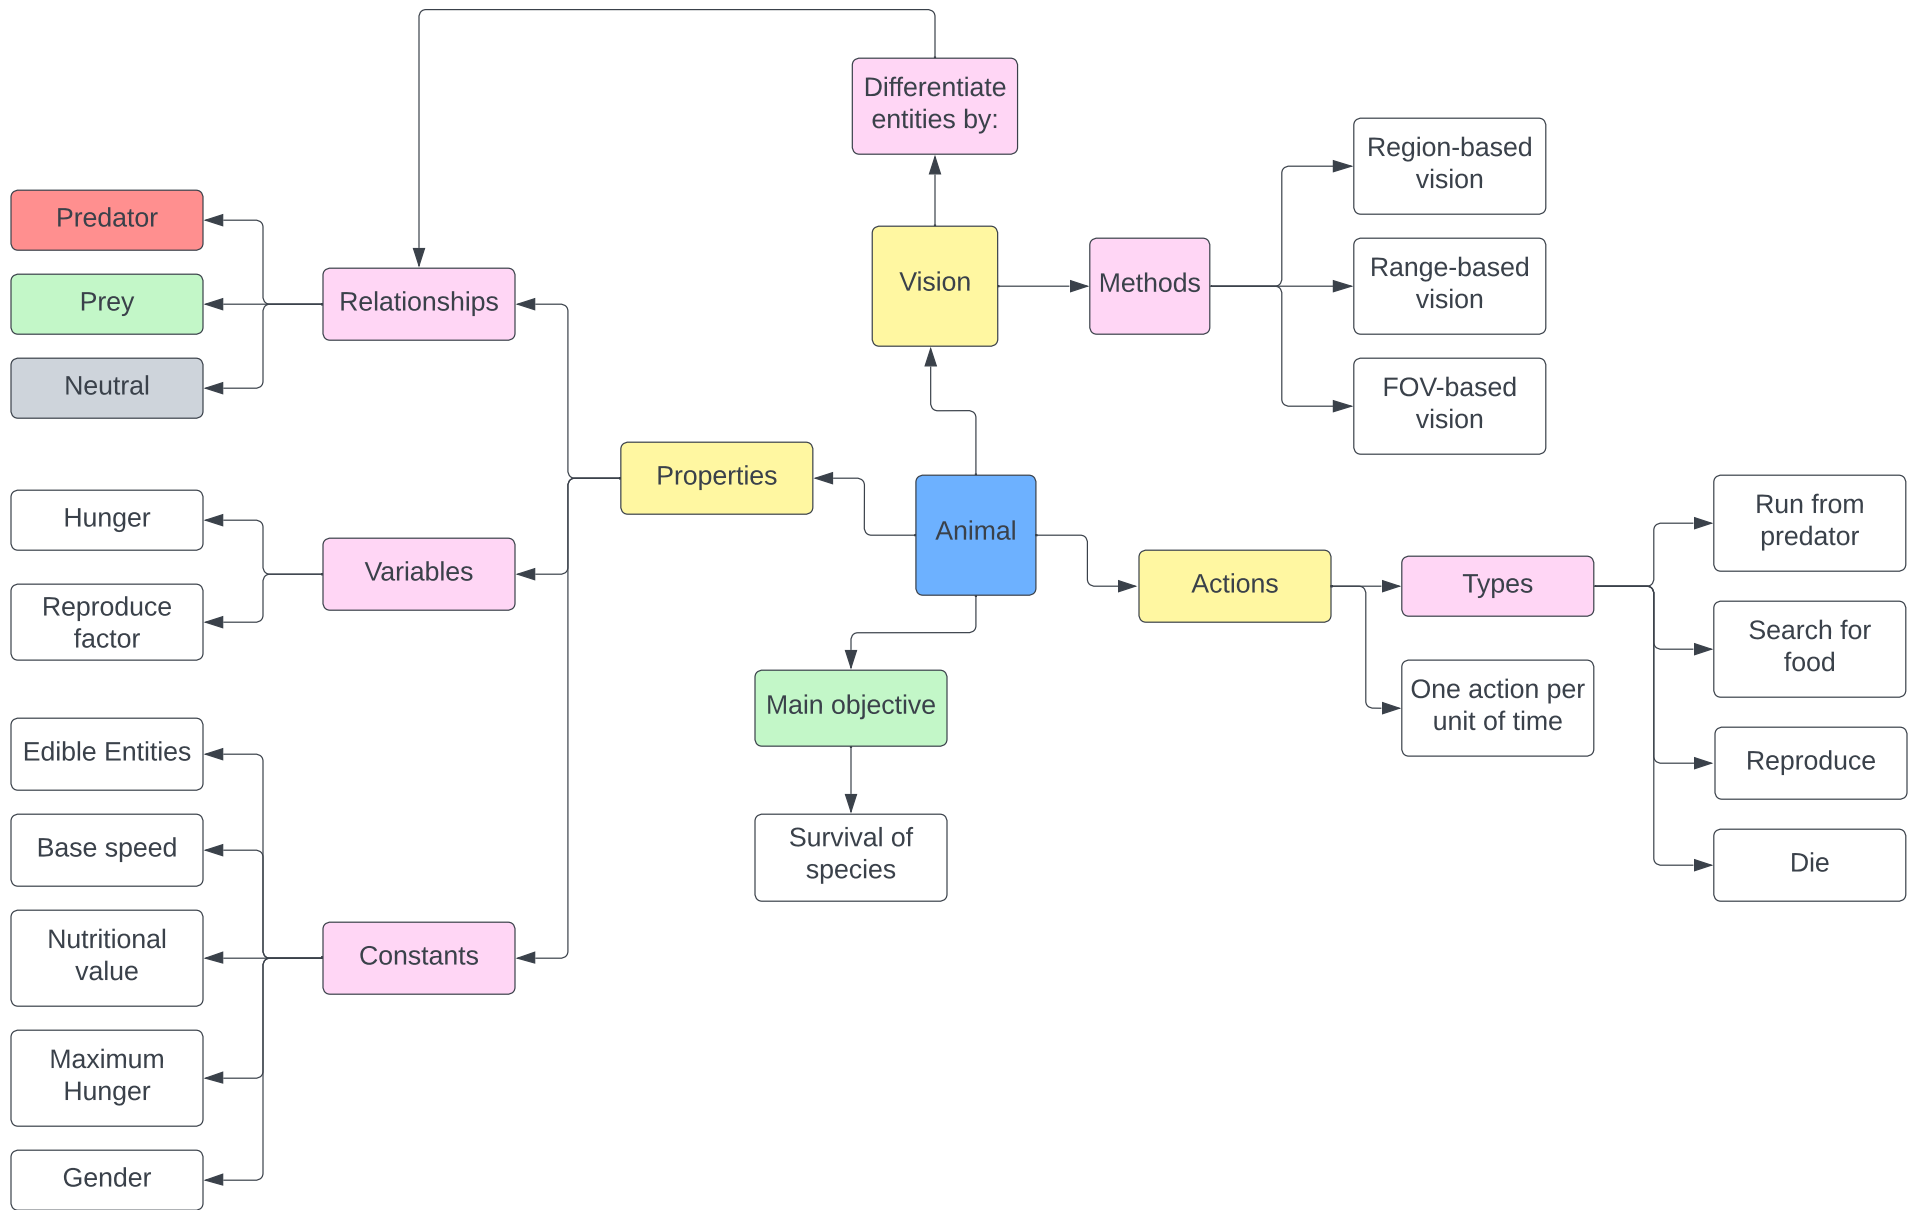 Differentiate
entities by:
Region-based
vision
Predator
Vision
Methods
Range-based
vision
Prey
Relationships
Neutral
FOV-based
vision
Properties
Animal
Hunger
Variables
Reproduce
factor
Actions
Types
Run from
predator
Search for
food
One action per
unit of time
Main objective
Edible Entities
Reproduce
Base speed
Survival of
species
Die
Nutritional
value
Constants
Maximum
Hunger
Gender